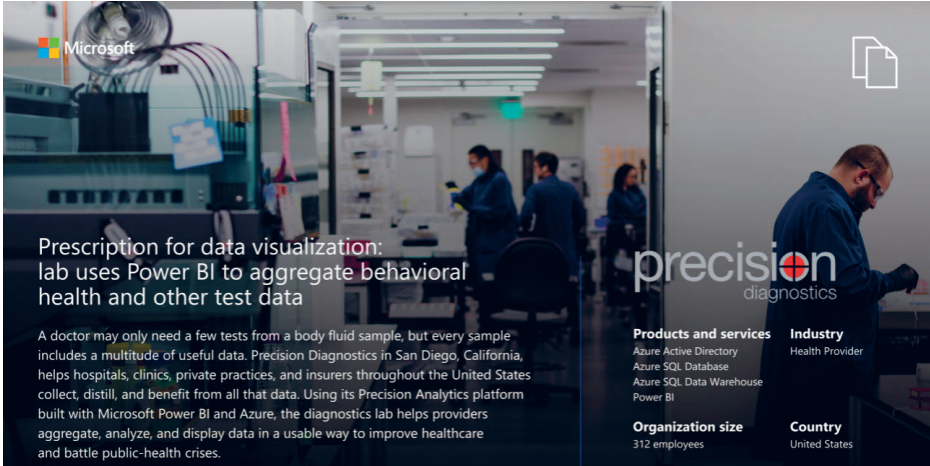 Microsoft
Prescription for data visualization:
lab uses Power BI to aggregate behavioral
health and other test data
A doctor may only need a few tests from a body fluid sample, but every sample
includes a multitude of useful data. Precision Diagnostics in San Diego, California,
helps hospitals, clinics, private practices, and insurers throughout the United States
collect, distill, and benefit from all that data. Using its Precision Analytics platform
built with Microsoft Power BI and Azure, the diagnostics lab helps providers
aggregate, analyze, and display data in a usable way to improve healthcare
and battle public-health crises.
precision
diagnostics
Products and services
Azure Active Directory
Azure SQL Database
Azure SQL Data Warehouse
Power BI
Industry
Health Provider
Organization size
312 employees
Country
United States